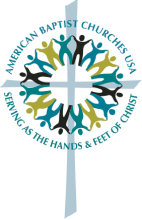 AMERICAN BAPTIST CHURCHES USA
SERVING AS THE HANDS & FEET OF CHRIST